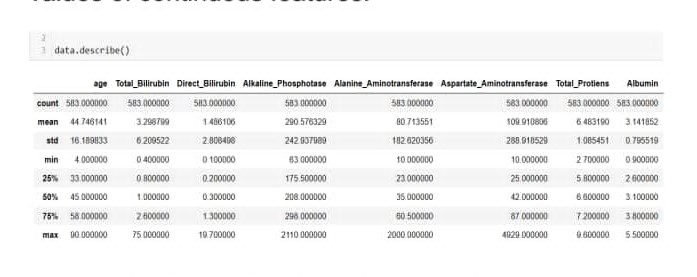 2
3 data.describe()
age Total_Bilirubin Direct_Bilirubin Alkaline_Phosphotase Alanine_Aminotransferase Aspartate_Aminotransferase Total_Protiens Albumin
count 583.000000 583.000000 583.000000 583.000000 583.000000 583.000000 583.000000 583.000000
mean 44.746141 3.298799 1.486106 290.576329 80.713551 109.910806 6.483190 3.141852
std 16.189833 6.209522 2.808498 242.937989 182.620356 288.918529 1.085451 0.795519
min 4.000000 0.400000 0.100000 63.000000 10.000000 10.000000 2.700000 0.900000
25% 33.000000 0.800000 0.200000 175.500000 23.000000 25.000000 5.800000 2.600000
50% 45.000000 1.000000 0.300000 208.000000 35.000000 42.000000 6.600000 3.100000
75% 58.000000 2.600000 1.300000 298.000000 60.500000 87.000000 7.200000 3.800000
max 90.000000 75.000000 19.700000 2110.000000 2000.000000 4929.000000 9.600000 5.500000